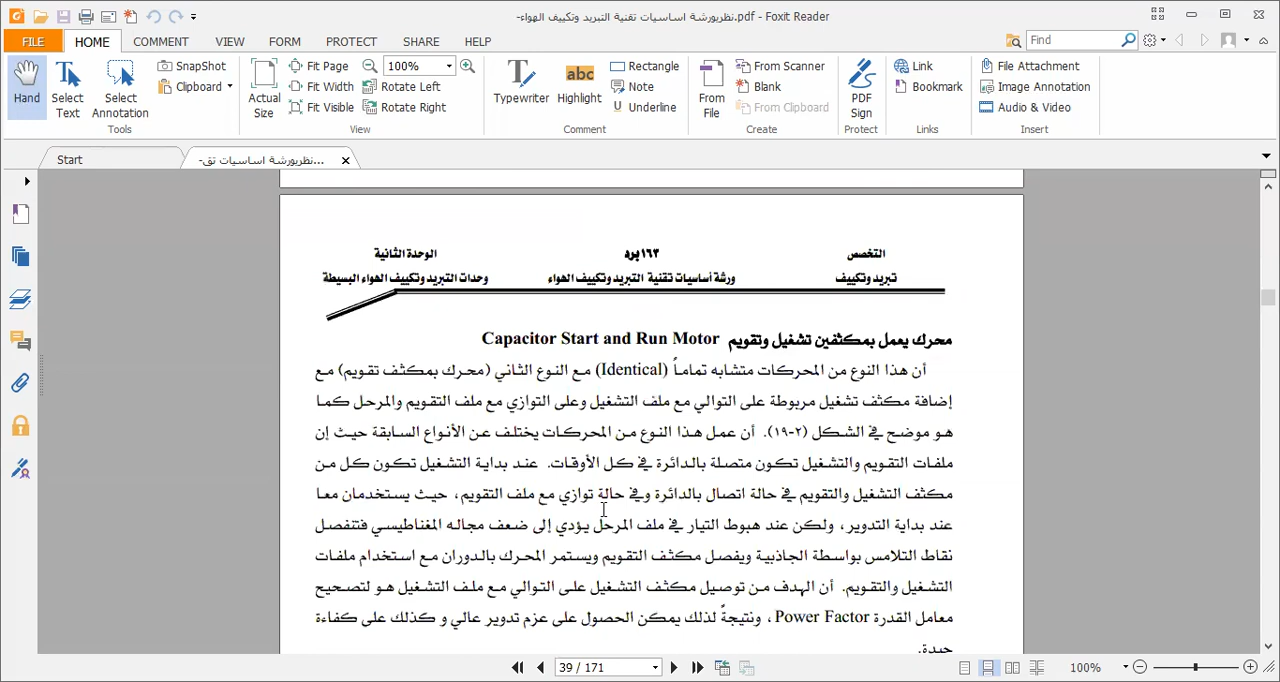 نظريورشة اساسيات تقنية التبريد وتكييف الهواء-.pdf - Foxit Reader
FILE HOME COMMENT VIEW FORM PROTECT SHARE HELP
Find
Hand
Select Text
Select Annotation
SnapShot
Clipboard
Tools
Actual Size
Fit Page
Fit Width
Fit Visible
100%
Rotate Left
Rotate Right
View
Typewriter
Highlight
Rectangle
Note
Underline
Comment
From File
From Scanner
Blank
From Clipboard
Create
PDF Sign
Protect
Link
Bookmark
Links
File Attachment
Image Annotation
Audio & Video
Insert
Start
نظريورشة اساسيات تق...-
التخصص ١٦٣ برد الوحدة الثانية
تبريد وتكييف ورشة أساسيات تقنية التبريد وتكييف الهواء وحدات التبريد وتكييف الهواء البسيطة
محرك يعمل بمكثفين تشغيل وتقويم Capacitor Start and Run Motor
أن هذا النوع من المحركات متشابه تماماً (Identical) مع النوع الثاني (محرك بمكثف تقويم) مع
إضافة مكثف تشغيل مربوطة على التوالي مع ملف التشغيل وعلى التوازي مع ملف التقويم والمرحل كما
هو موضح في الشكل (٢-١٩). أن عمل هذا النوع من المحركات يختلف عن الأنواع السابقة حيث إن
ملفات التقويم والتشغيل تكون متصلة بالدائرة في كل الأوقات. عند بداية التشغيل تكون كل من
مكثف التشغيل والتقويم في حالة اتصال بالدائرة وفي حالة توازي مع ملف التقويم، حيث يستخدمان معا
عند بداية التدوير، ولكن عند هبوط التيار في ملف المرحل يؤدي إلى ضعف مجاله المغناطيسي فتنفصل
نقاط التلامس بواسطة الجاذبية ويفصل مكثف التقويم ويستمر المحرك بالدوران مع استخدام ملفات
التشغيل والتقويم. أن الهدف من توصيل مكثف التشغيل على التوالي مع ملف التشغيل هو لتصحيح
معامل القدرة Power Factor ، ونتيجةً لذلك يمكن الحصول على عزم تدوير عالي و كذلك على كفاءة
جيدة.
39 / 171
100%